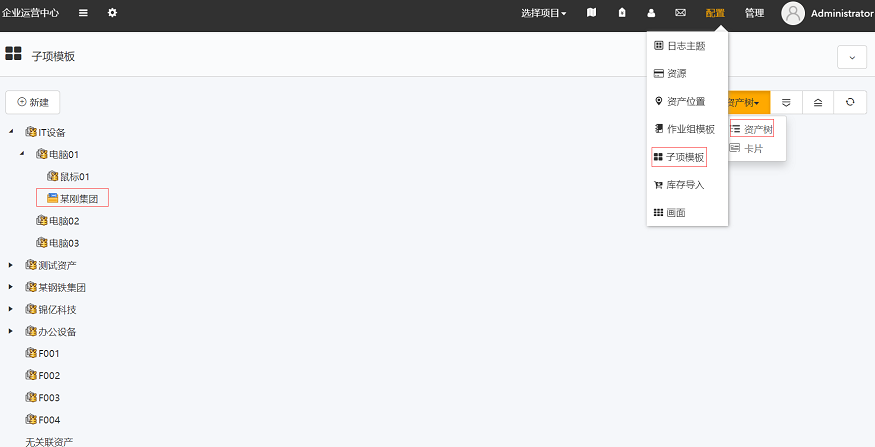 企业运营中心 选择项目 配置 管理 Administrator
子项模板
日志主题
资源
资产位置
作业组模板
子项模板
库存导入
画面
新建
资产树
资产树
卡片
IT设备
电脑01
鼠标01
某刚集团
电脑02
电脑03
测试资产
某钢铁集团
锦亿科技
办公设备
F001
F002
F003
F004
无关联资产